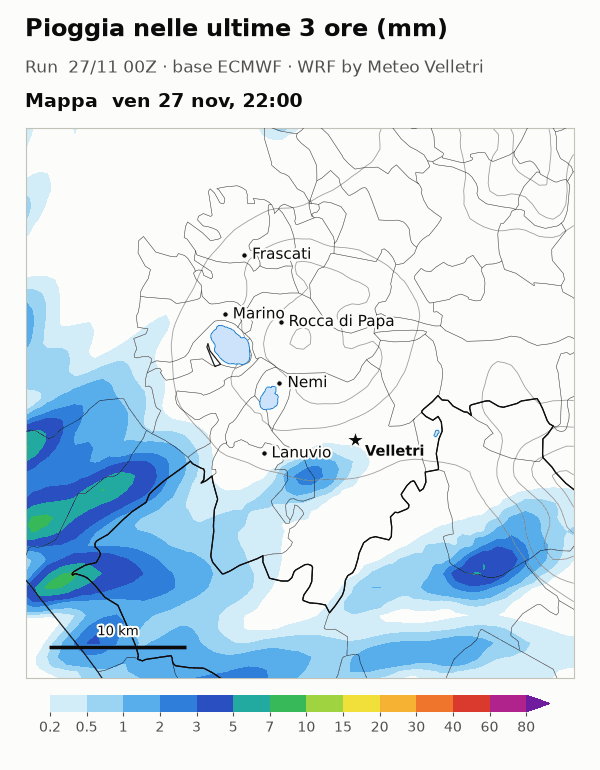 Pioggia nelle ultime 3 ore (mm)
Run  27/11 00Z · base ECMWF · WRF by Meteo Velletri
Mappa  ven 27 nov, 22:00
Frascati
Marino
Rocca di Papa
Nemi
Velletri
Lanuvio
10 km
0.2 0.5 1 2 3 5 7 10 15 20 30 40 60 80